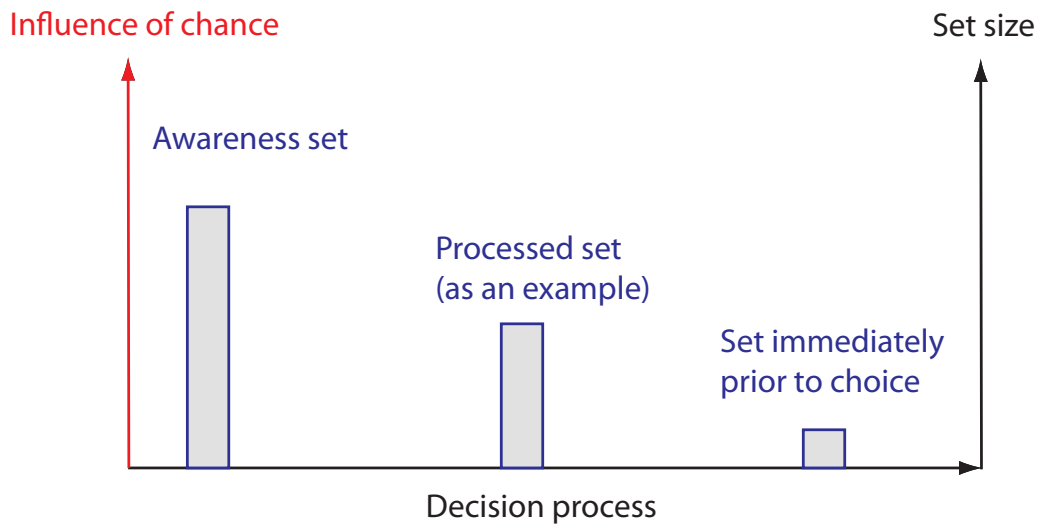 Influence of chance
Set size
Awareness set
Processed set
(as an example)
Set immediately
prior to choice
Decision process